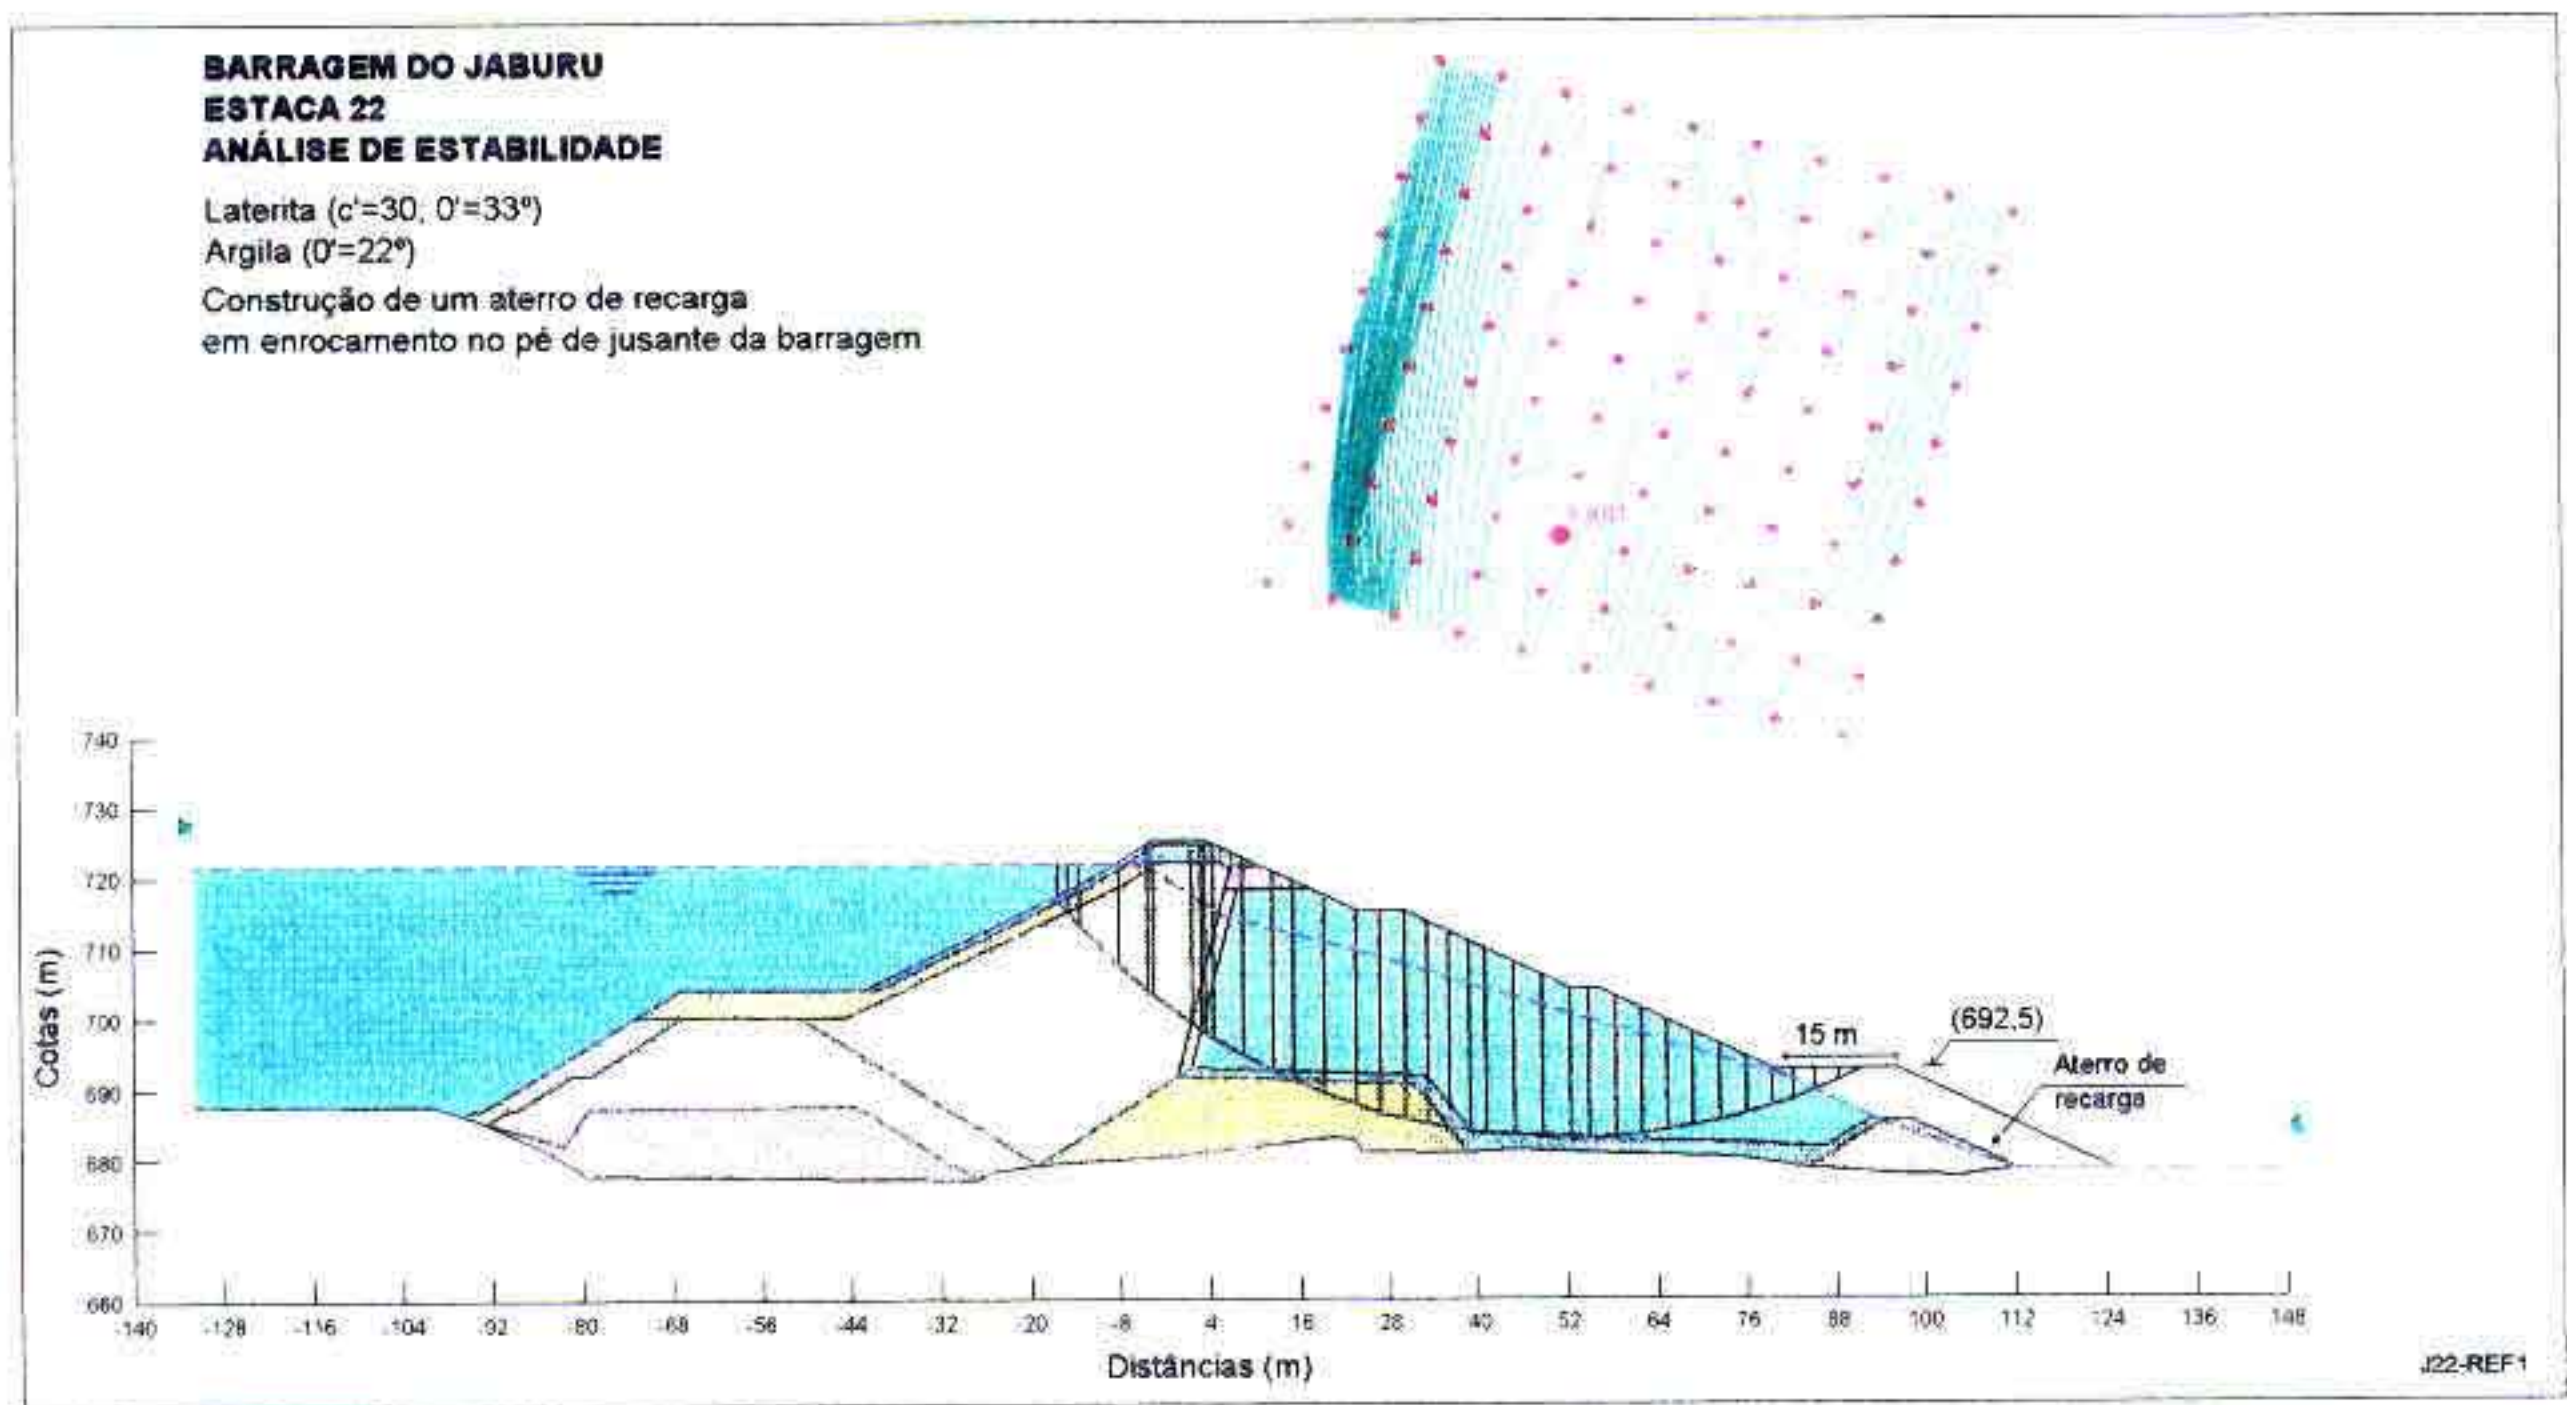 BARRAGEM DO JABURU
ESTACA 22
ANÁLISE DE ESTABILIDADE
Laterita (c'=30, 0'=33º)
Argila (0'=22º)
Construção de um aterro de recarga
em enrocamento no pé de jusante da barragem
740
730
720
710
700
690
680
670
660
Cotas (m)
15 m
(692,5)
Aterro de
recarga
-140 -128 -116 -104 -92 -80 -68 -56 -44 -32 -20 -8 4 16 28 40 52 64 76 88 100 112 124 136 148
Distâncias (m)
J22-REF1